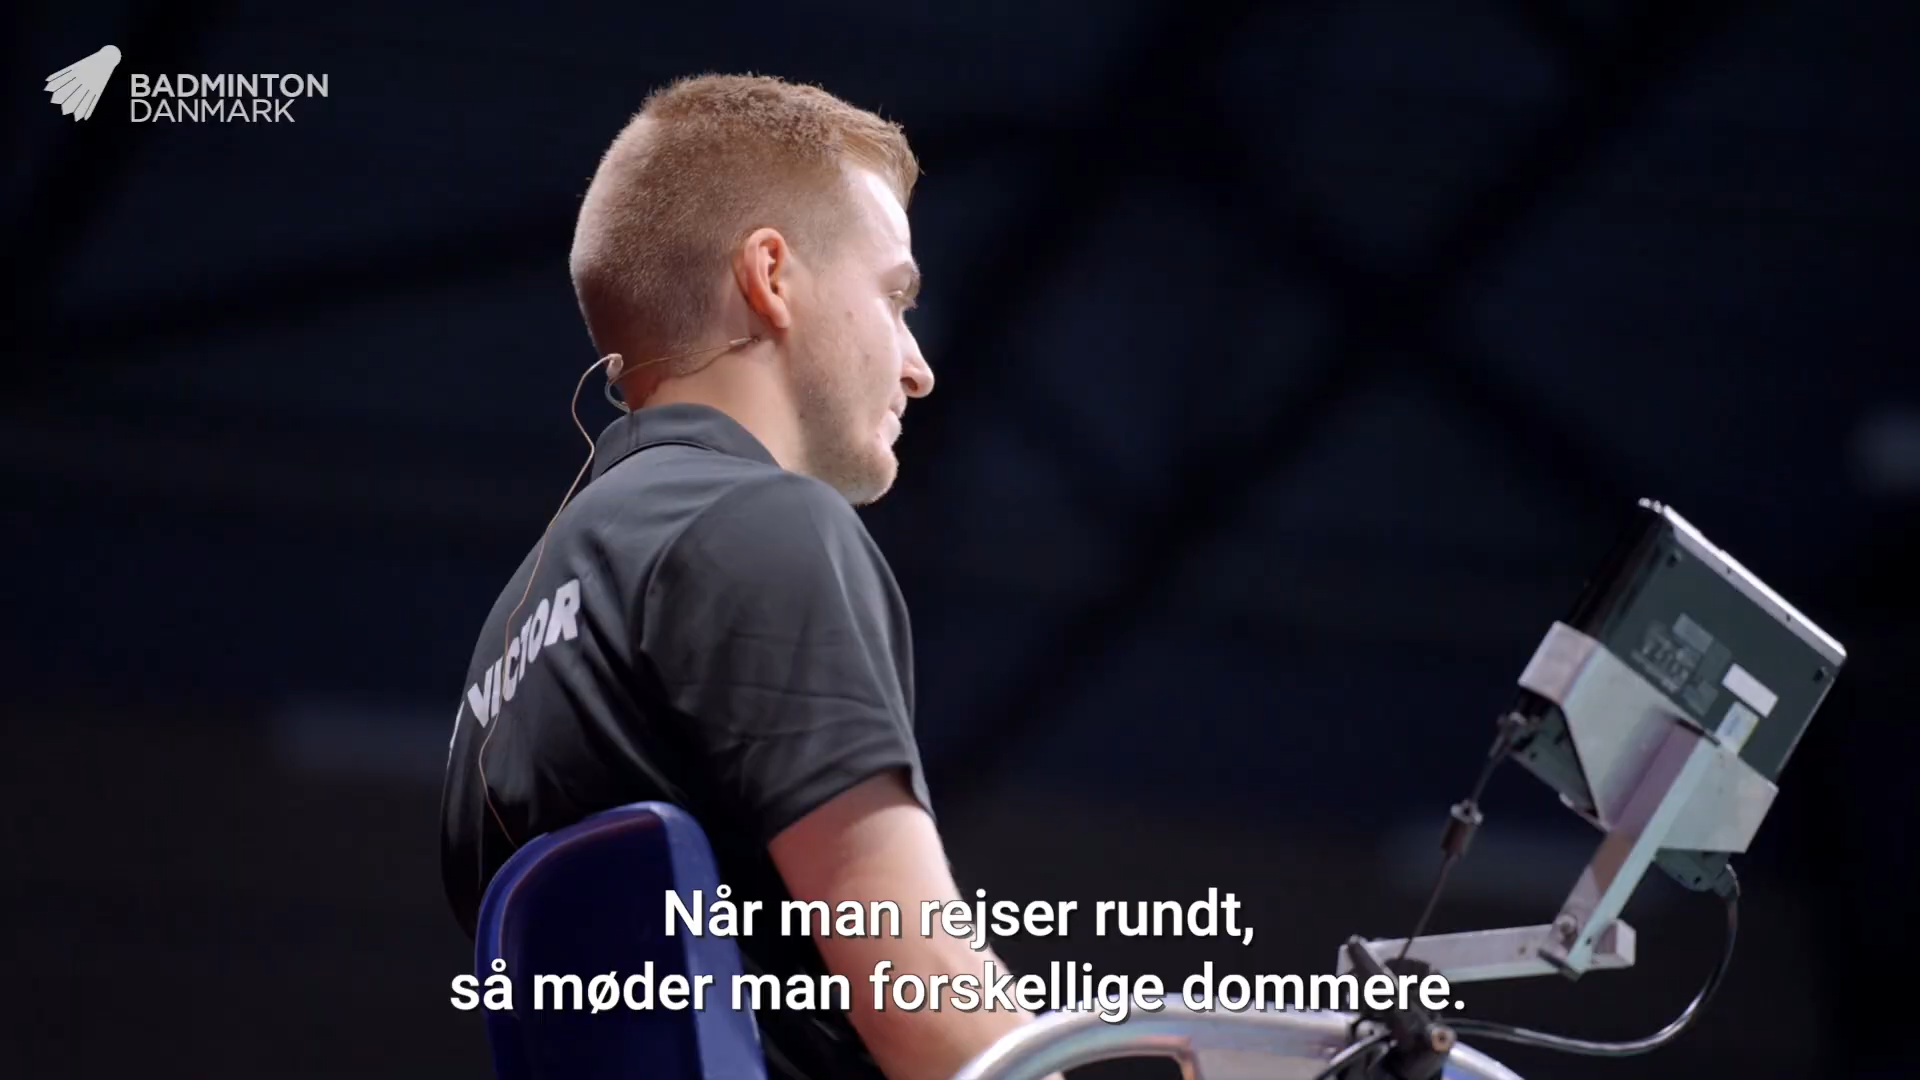 BADMINTON
DANMARK
VICTOR
Når man rejser rundt,
så møder man forskellige dommere.